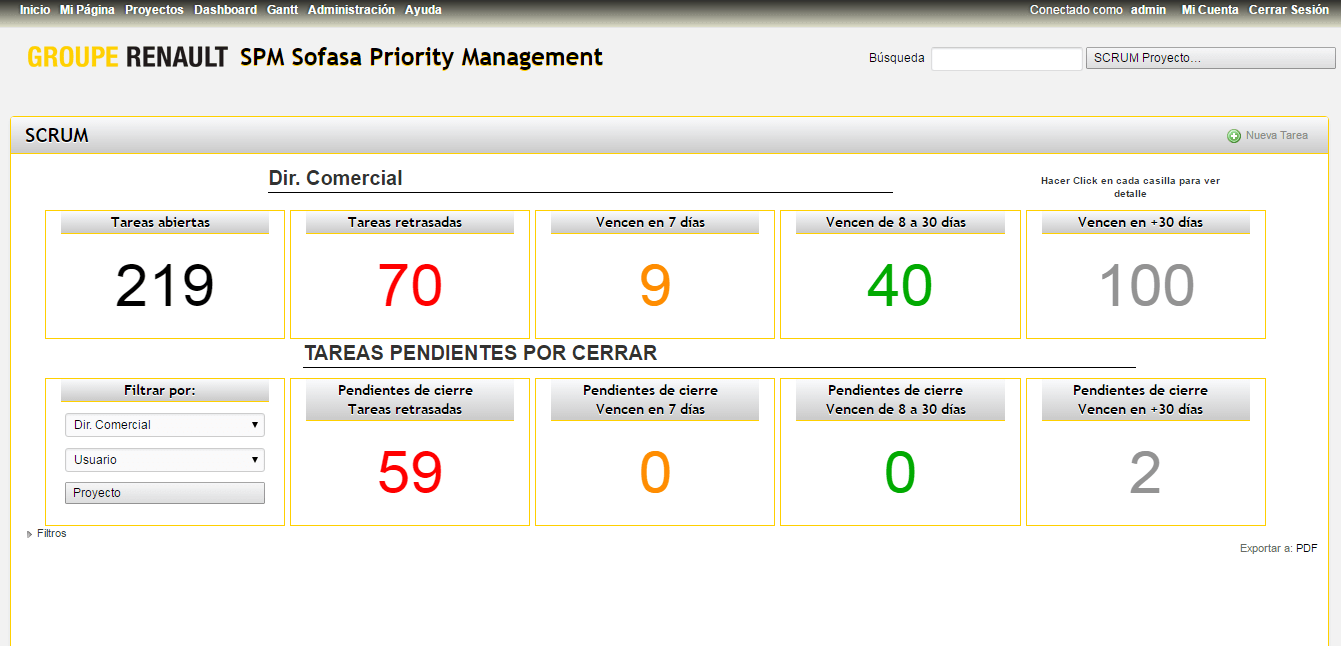 Inicio Mi Página Proyectos Dashboard Gantt Administración Ayuda Conectado como admin Mi Cuenta Cerrar Sesión
GROUPE RENAULT SPM Sofasa Priority Management Búsqueda SCRUM Proyecto...
SCRUM Nueva Tarea
Dir. Comercial
Hacer Click en cada casilla para ver
detalle
Tareas abiertas Tareas retrasadas Vencen en 7 días Vencen de 8 a 30 días Vencen en +30 días
219 70 9 40 100
TAREAS PENDIENTES POR CERRAR
Filtrar por:
Dir. Comercial
Usuario
Proyecto
Pendientes de cierre
Tareas retrasadas
59
Pendientes de cierre
Vencen en 7 días
0
Pendientes de cierre
Vencen de 8 a 30 días
0
Pendientes de cierre
Vencen en +30 días
2
Filtros
Exportar a: PDF